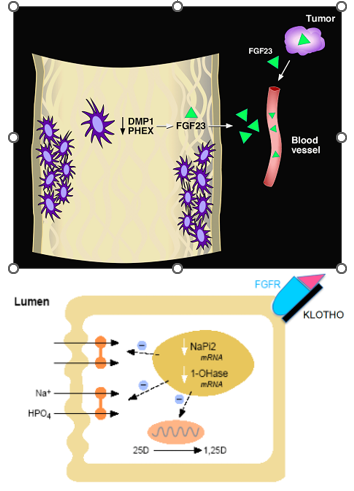 Tumor
FGF23
DMP1
PHEX
FGF23
Blood
vessel
FGFR
KLOTHO
Lumen
NaPi2
mRNA
1-OHase
mRNA
Na⁺
HPO₄
25D
1,25D